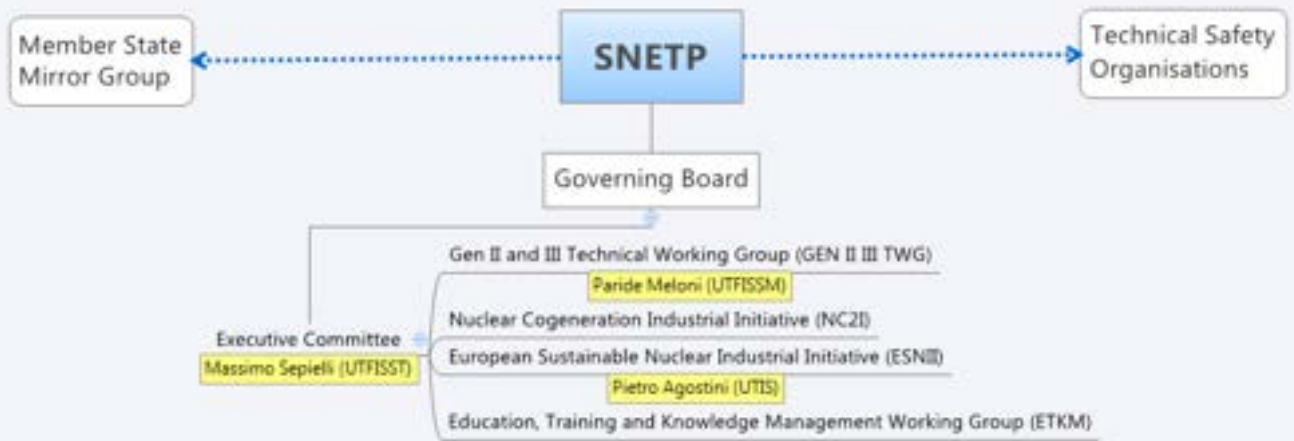 Member State
Mirror Group
SNETP
Technical Safety
Organisations
Governing Board
Gen II and III Technical Working Group (GEN II III TWG)
Paride Meloni (UTFISSM)
Nuclear Cogeneration Industrial Initiative (NC2I)
Executive Committee
Massimo Sepielli (UTFISST)
European Sustainable Nuclear Industrial Initiative (ESNII)
Pietro Agostini (UTIS)
Education, Training and Knowledge Management Working Group (ETKM)